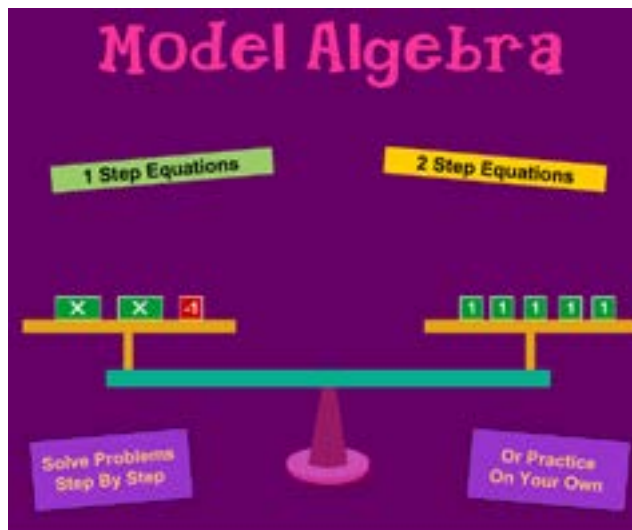 Model Algebra
1 Step Equations
2 Step Equations
X X -1
1 1 1 1 1
Solve Problems
Step By Step
Or Practice
On Your Own